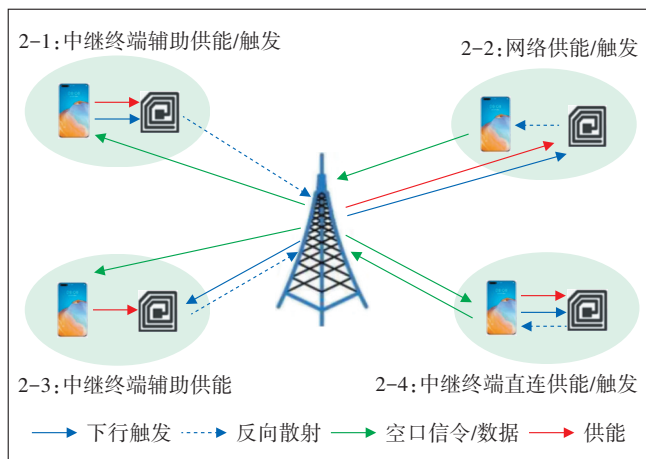 2-1:中继终端辅助供能/触发
2-2:网络供能/触发
2-3:中继终端辅助供能
2-4:中继终端直连供能/触发
下行触发 反向散射 空口信令/数据 供能